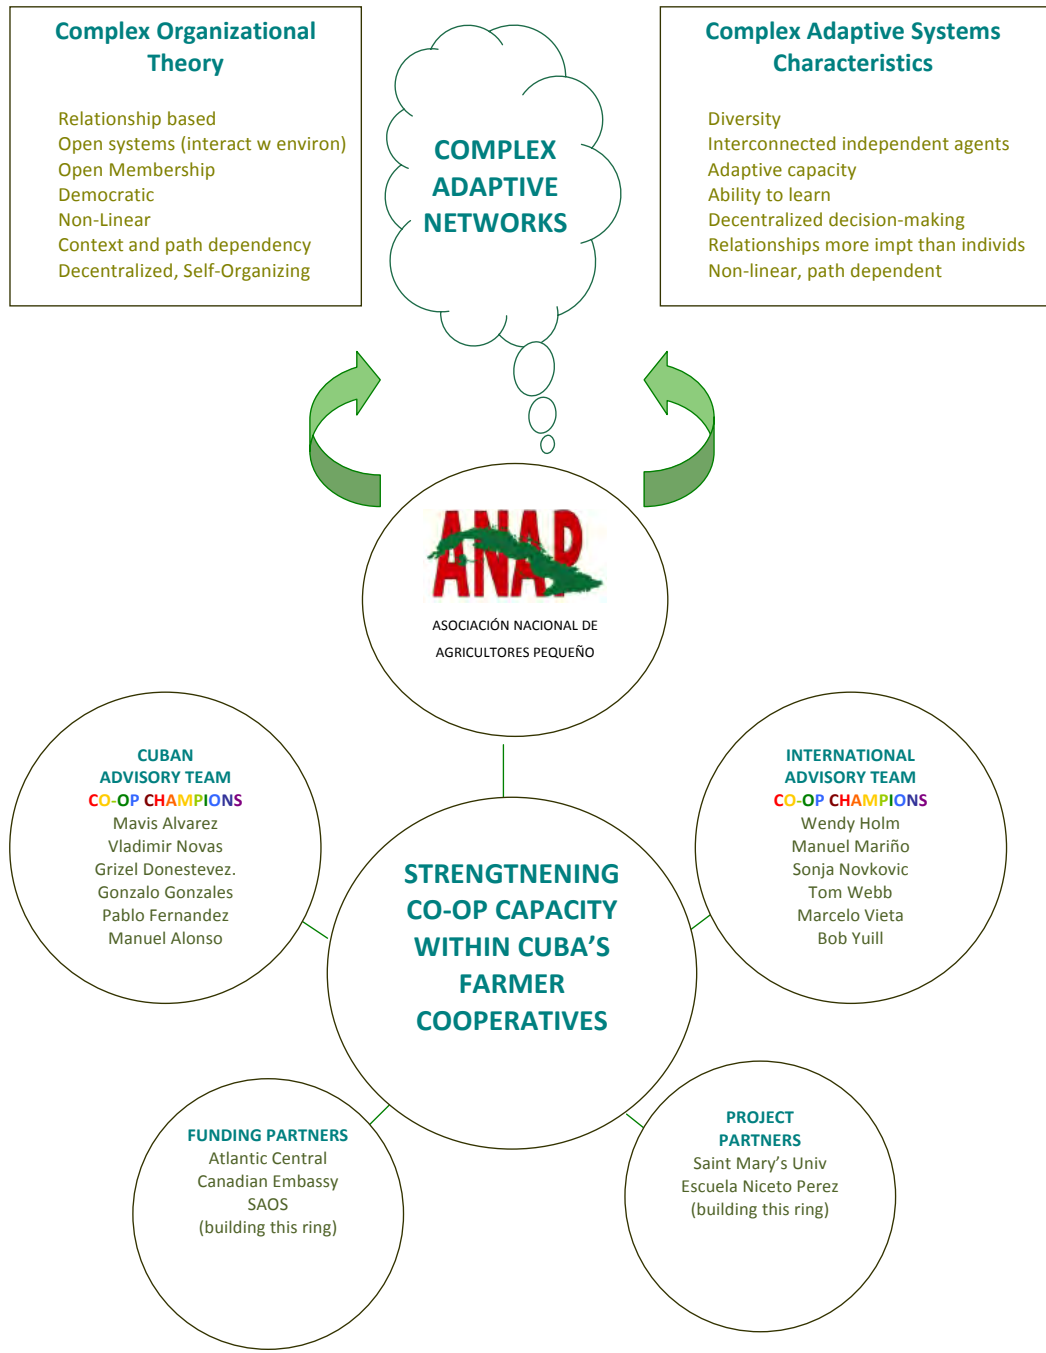 Complex Organizational
Theory
Relationship based
Open systems (interact w environ)
Open Membership
Democratic
Non-Linear
Context and path dependency
Decentralized, Self-Organizing
COMPLEX
ADAPTIVE
NETWORKS
Complex Adaptive Systems
Characteristics
Diversity
Interconnected independent agents
Adaptive capacity
Ability to learn
Decentralized decision-making
Relationships more impt than individs
Non-linear, path dependent
ANAP
ASOCIACIÓN NACIONAL DE
AGRICULTORES PEQUEÑO
CUBAN
ADVISORY TEAM
CO-OP CHAMPIONS
Mavis Alvarez
Vladimir Novas
Grizel Donestevez.
Gonzalo Gonzales
Pablo Fernandez
Manuel Alonso
INTERNATIONAL
ADVISORY TEAM
CO-OP CHAMPIONS
Wendy Holm
Manuel Mariño
Sonja Novkovic
Tom Webb
Marcelo Vieta
Bob Yuill
STRENGTNENING
CO-OP CAPACITY
WITHIN CUBA'S
FARMER
COOPERATIVES
FUNDING PARTNERS
Atlantic Central
Canadian Embassy
SAOS
(building this ring)
PROJECT
PARTNERS
Saint Mary's Univ
Escuela Niceto Perez
(building this ring)